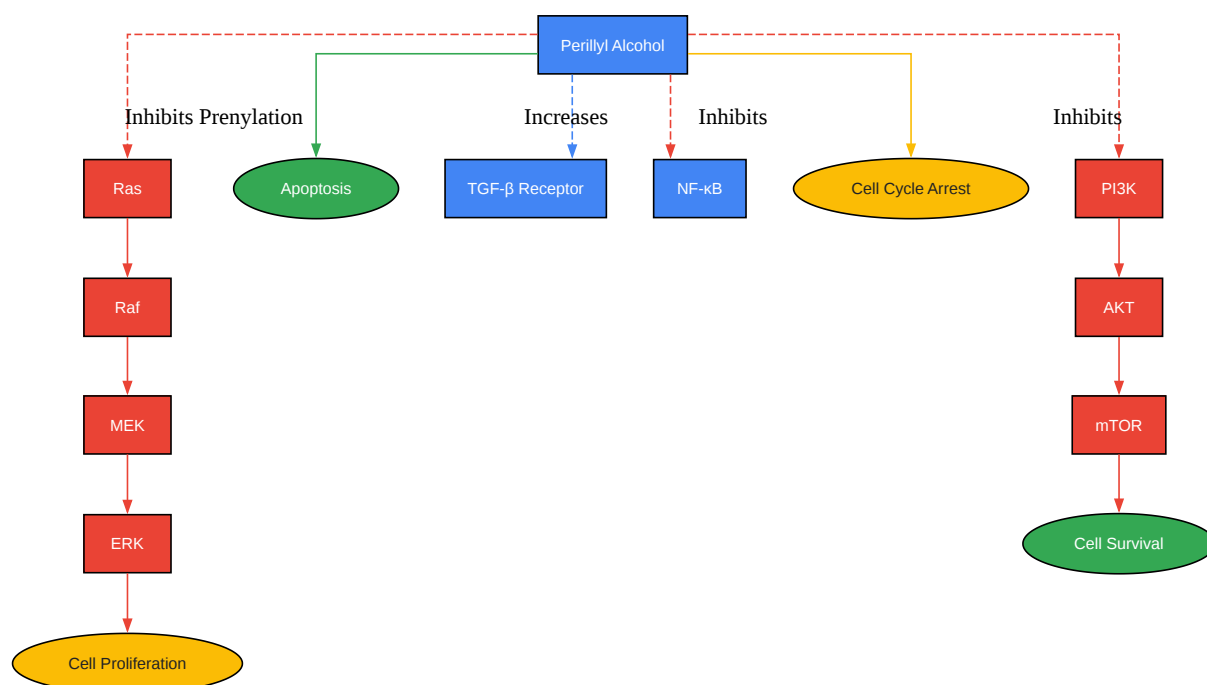 Perillyl Alcohol
Inhibits Prenylation
Increases
Inhibits
Inhibits
Ras
Apoptosis
TGF-β Receptor
NF-κB
Cell Cycle Arrest
PI3K
Raf
AKT
MEK
mTOR
ERK
Cell Survival
Cell Proliferation